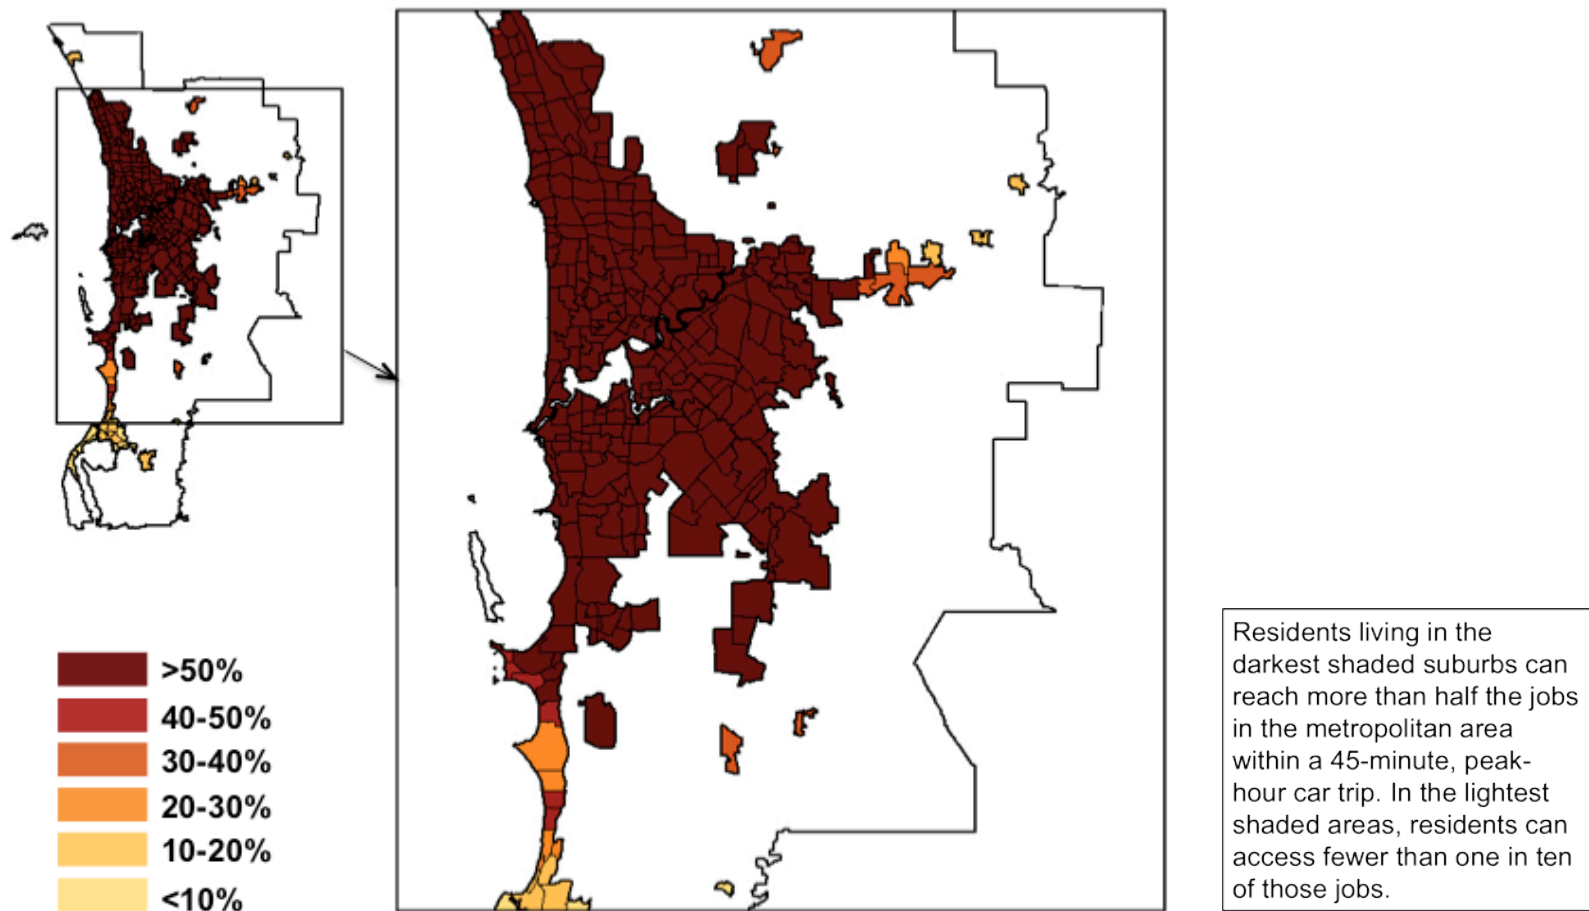 >50%
40-50%
30-40%
20-30%
10-20%
<10%
Residents living in the
darkest shaded suburbs can
reach more than half the jobs
in the metropolitan area
within a 45-minute, peak-
hour car trip. In the lightest
shaded areas, residents can
access fewer than one in ten
of those jobs.